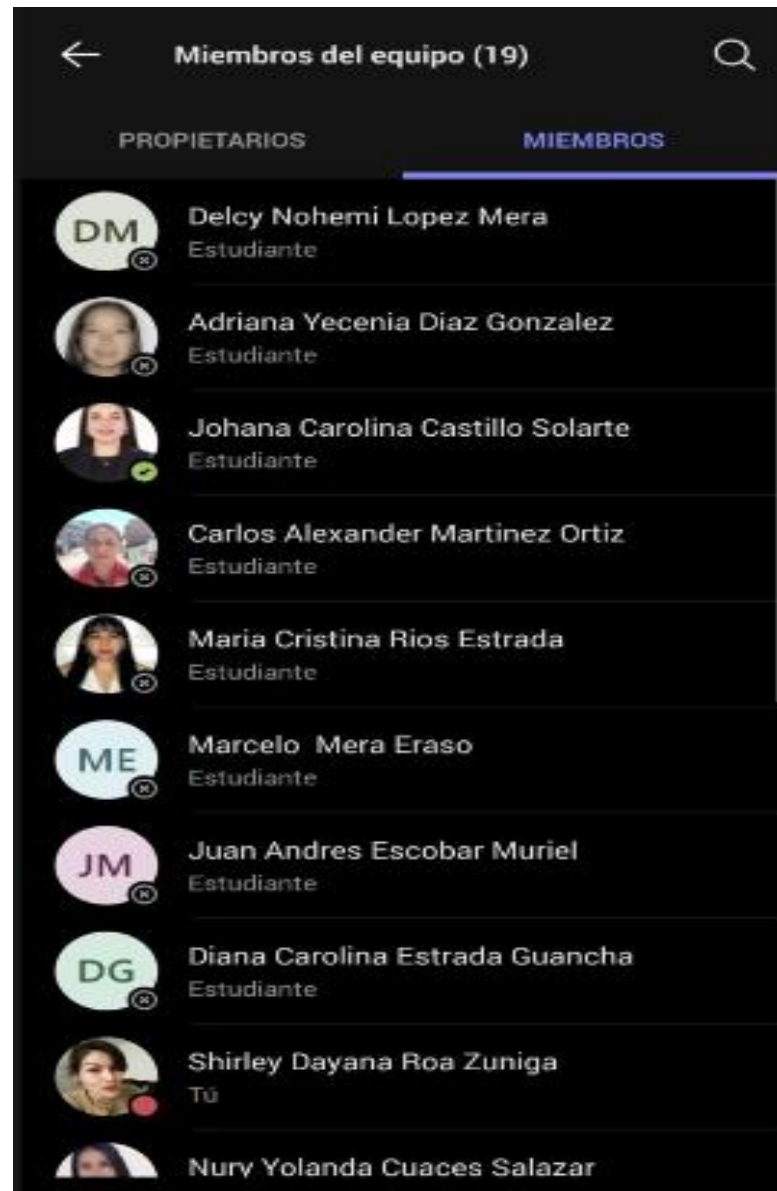 Miembros del equipo (19)
PROPIETARIOS MIEMBROS
DM
Delcy Nohemi Lopez Mera
Estudiante
Adriana Yecenia Diaz Gonzalez
Estudiante
Johana Carolina Castillo Solarte
Estudiante
Carlos Alexander Martinez Ortiz
Estudiante
Maria Cristina Rios Estrada
Estudiante
ME
Marcelo Mera Eraso
Estudiante
JM
Juan Andres Escobar Muriel
Estudiante
DG
Diana Carolina Estrada Guancha
Estudiante
Shirley Dayana Roa Zuniga
Tú
Nury Yolanda Cuaces Salazar